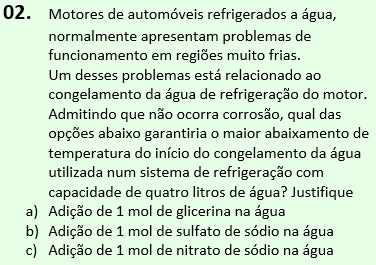 02. Motores de automóveis refrigerados a água,
normalmente apresentam problemas de
funcionamento em regiões muito frias.
Um desses problemas está relacionado ao
congelamento da água de refrigeração do motor.
Admitindo que não ocorra corrosão, qual das
opções abaixo garantiria o maior abaixamento de
temperatura do início do congelamento da água
utilizada num sistema de refrigeração com
capacidade de quatro litros de água? Justifique
a) Adição de 1 mol de glicerina na água
b) Adição de 1 mol de sulfato de sódio na água
c) Adição de 1 mol de nitrato de sódio na água